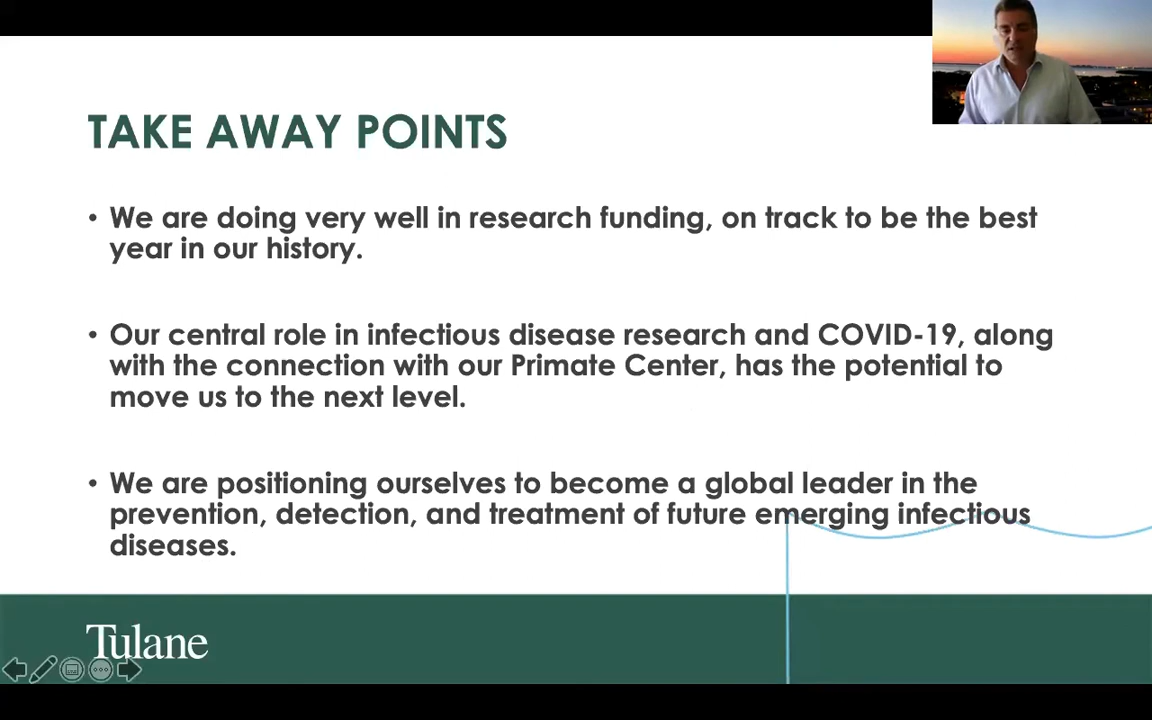 TAKE AWAY POINTS
• We are doing very well in research funding, on track to be the best
year in our history.
• Our central role in infectious disease research and COVID-19, along
with the connection with our Primate Center, has the potential to
move us to the next level.
• We are positioning ourselves to become a global leader in the
prevention, detection, and treatment of future emerging infectious
diseases.
Tulane